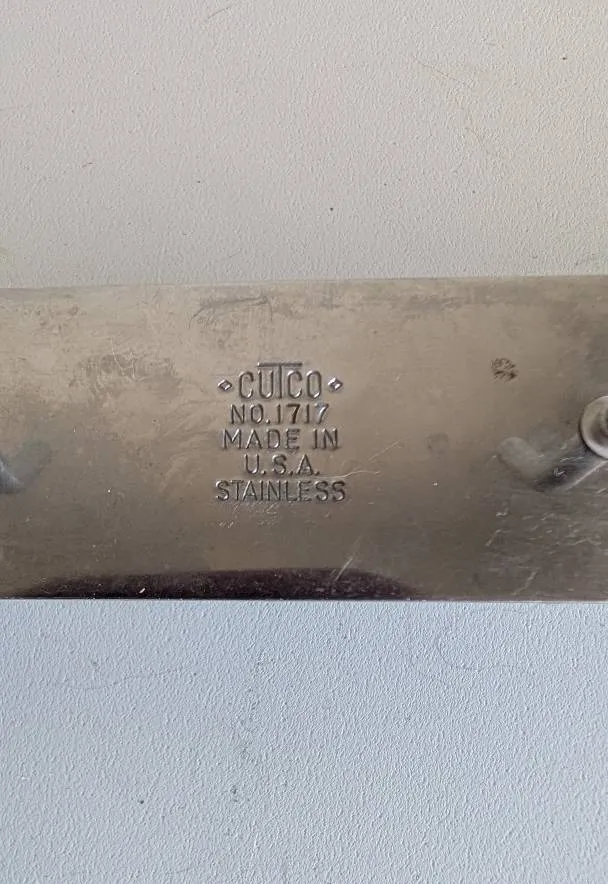 CUTCO
NO.1717
MADE IN
U.S.A.
STAINLESS